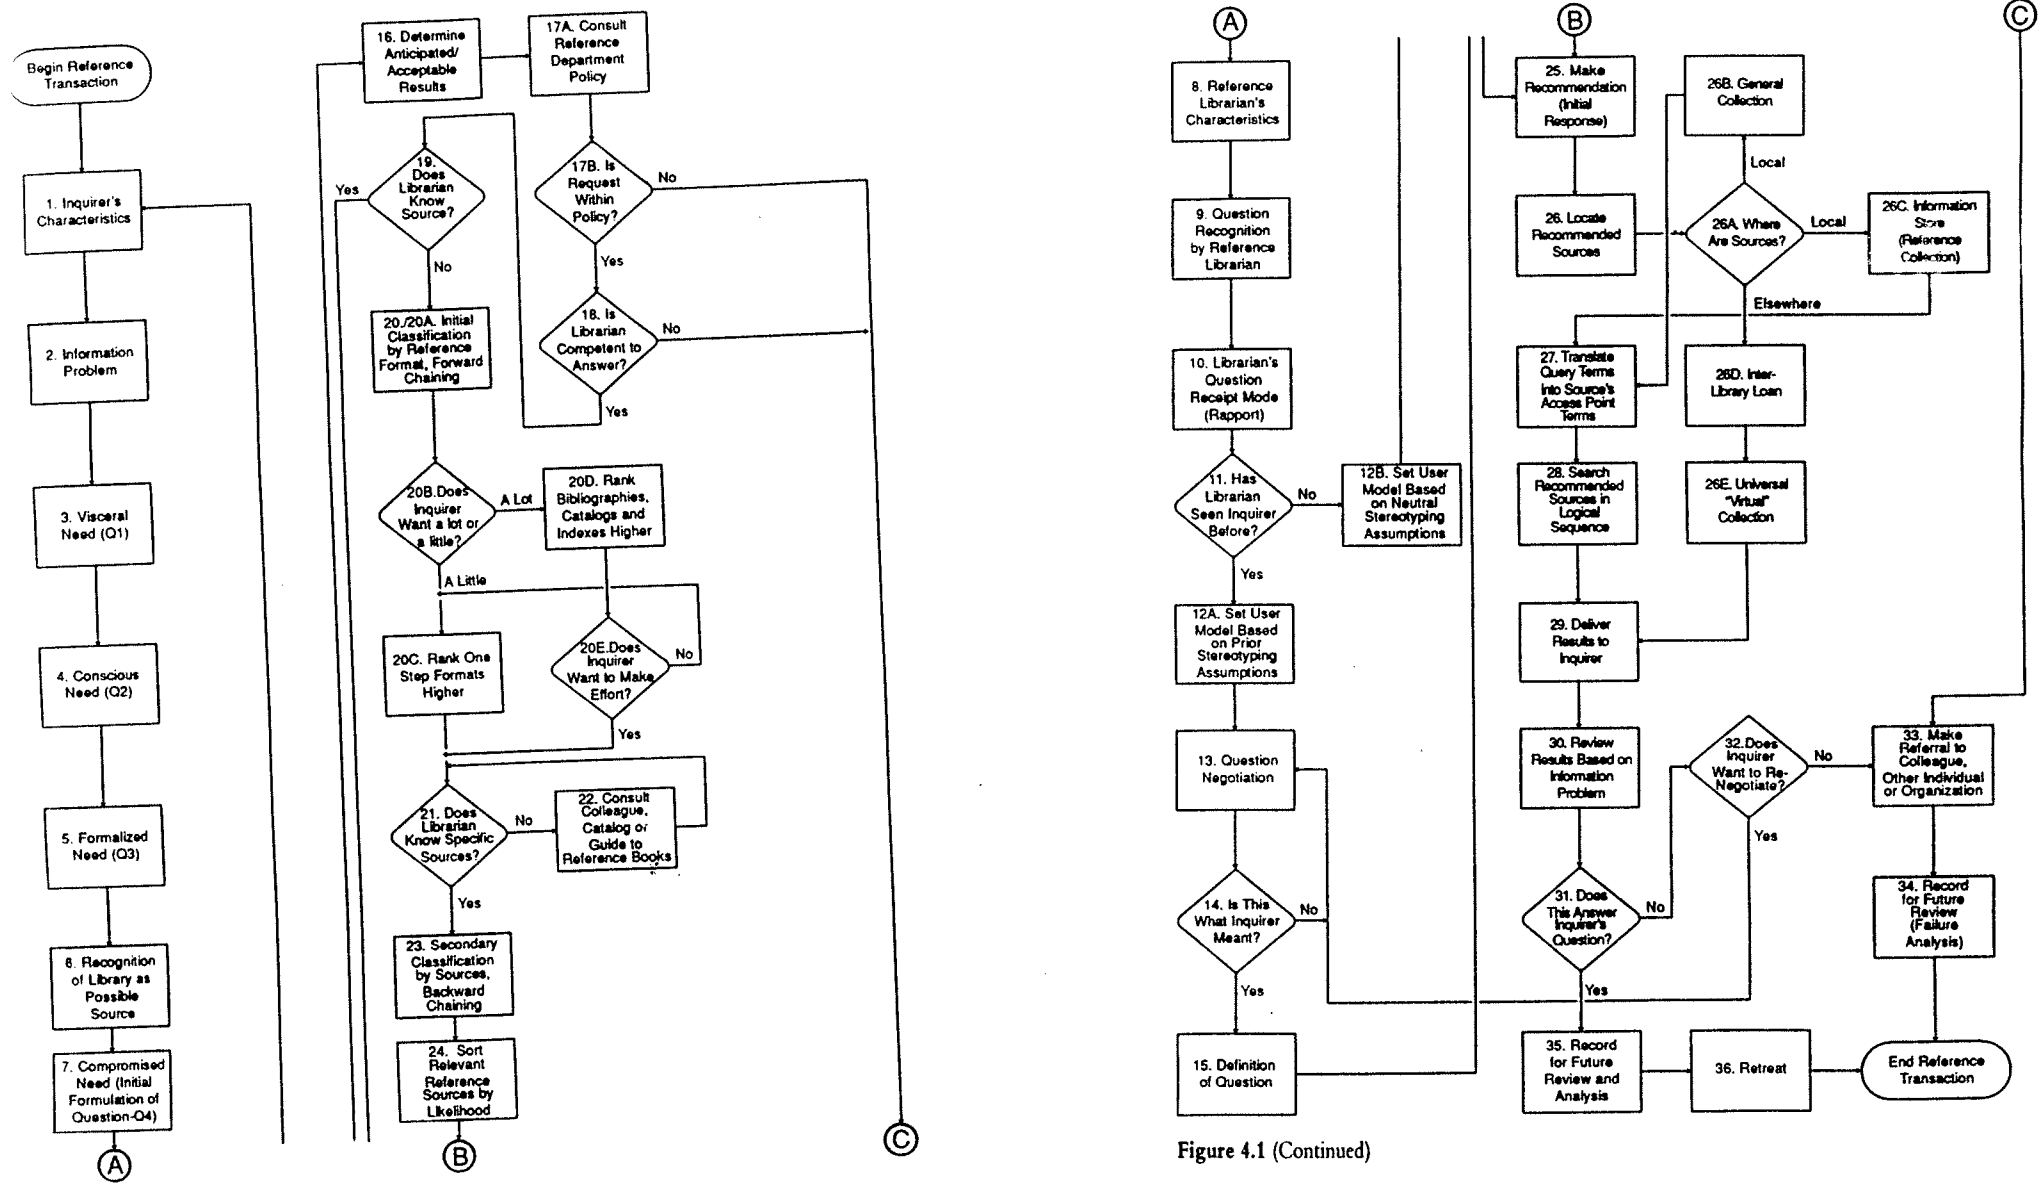 Begin Reference
Transaction
1. Inquirer's
Characteristics
2. Information
Problem
3. Visceral
Need (Q1)
4. Conscious
Need (Q2)
5. Formalized
Need (Q3)
6. Recognition
of Library as
Possible
Source
7. Compromised
Need (Initial
Formulation of
Question-Q4)
A
16. Determine
Anticipated/
Acceptable
Results
17A. Consult
Reference
Department
Policy
17B. Is
Request
Within
Policy?
No
Yes
18. Is
Librarian
Competent to
Answer?
No
Yes
19.
Does
Librarian
Know
Source?
Yes
No
20./20A. Initial
Classification
by Reference
Format, Forward
Chaining
20B.Does
Inquirer
Want a lot or
a little?
A Lot
A Little
20D. Rank
Bibliographies,
Catalogs and
Indexes Higher
20C. Rank One
Step Formats
Higher
20E.Does
Inquirer
Want to Make
Effort?
No
Yes
21. Does
Librarian
Know Specific
Sources?
No
Yes
22. Consult
Colleague,
Catalog or
Guide to
Reference Books
23. Secondary
Classification
by Sources,
Backward
Chaining
24. Sort
Relevant
Reference
Sources by
Likelihood
B
C
A
8. Reference
Librarian's
Characteristics
9. Question
Recognition
by Reference
Librarian
10. Librarian's
Question
Receipt Mode
(Rapport)
11. Has
Librarian
Seen Inquirer
Before?
No
Yes
12B. Set User
Model Based
on Neutral
Stereotyping
Assumptions
12A. Set User
Model Based
on Prior
Stereotyping
Assumptions
13. Question
Negotiation
14. Is This
What Inquirer
Meant?
No
Yes
15. Definition
of Question
B
25. Make
Recommendation
(Initial
Response)
26. Locate
Recommended
Sources
26A. Where
Are Sources?
Local
Local
Elsewhere
26B. General
Collection
26C. Information
Store
(Reference
Collection)
27. Translate
Query Terms
Into Source's
Access Point
Terms
26D. Inter-
Library Loan
28. Search
Recommended
Sources in
Logical
Sequence
26E. Universal
"Virtual"
Collection
29. Deliver
Results to
Inquirer
30. Review
Results Based on
Information
Problem
31. Does
This Answer
Inquirer's
Question?
No
Yes
32.Does
Inquirer
Want to Re-
Negotiate?
No
Yes
33. Make
Referral to
Colleague,
Other Individual
or Organization
34. Record
for Future
Review
(Failure
Analysis)
35. Record
for Future
Review and
Analysis
36. Retreat
End Reference
Transaction
C
Figure 4.1 (Continued)